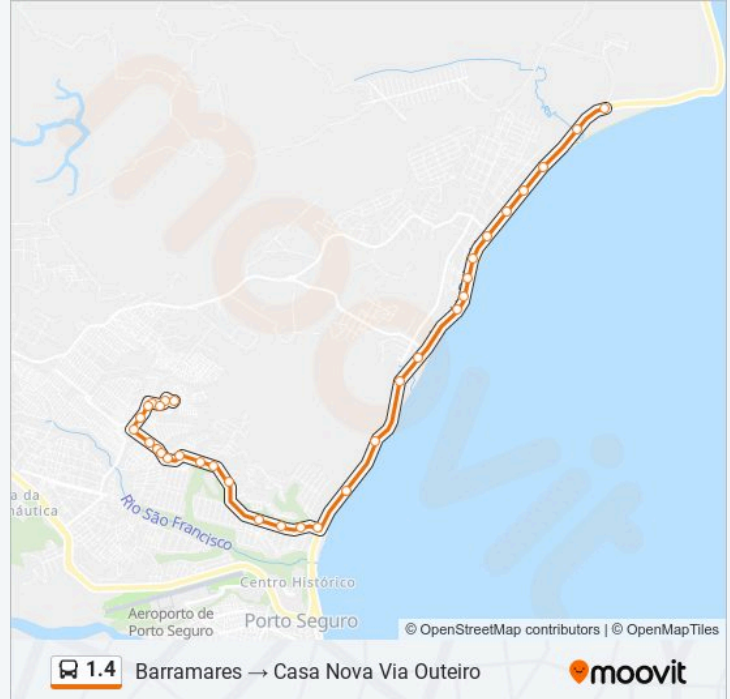 moovit
a da
náutica
Rio São Francisco
Centro Histórico
Aeroporto de
Porto Seguro
Porto Seguro
© OpenStreetMap contributors | © OpenMapTiles
1.4 Barramares → Casa Nova Via Outeiro
moovit